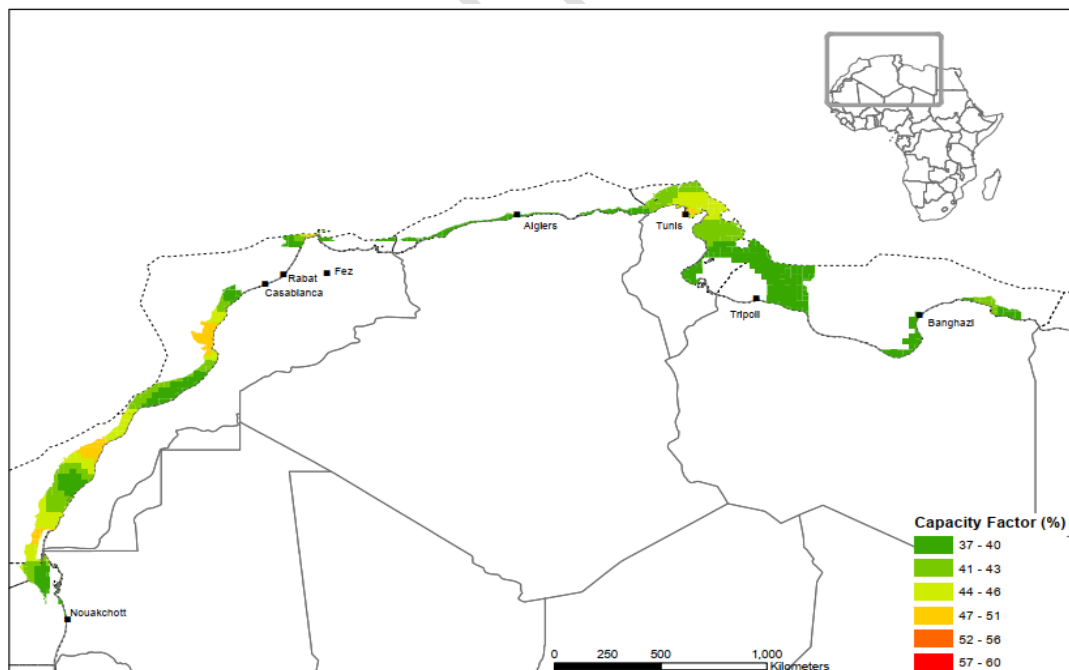 Algiers
Tunis
Rabat
Fez
Casablanca
Tripoli
Banghazi
Nouakchott
Capacity Factor (%)
37 - 40
41 - 43
44 - 46
47 - 51
52 - 56
57 - 60
0 250 500 1,000
Kilometers